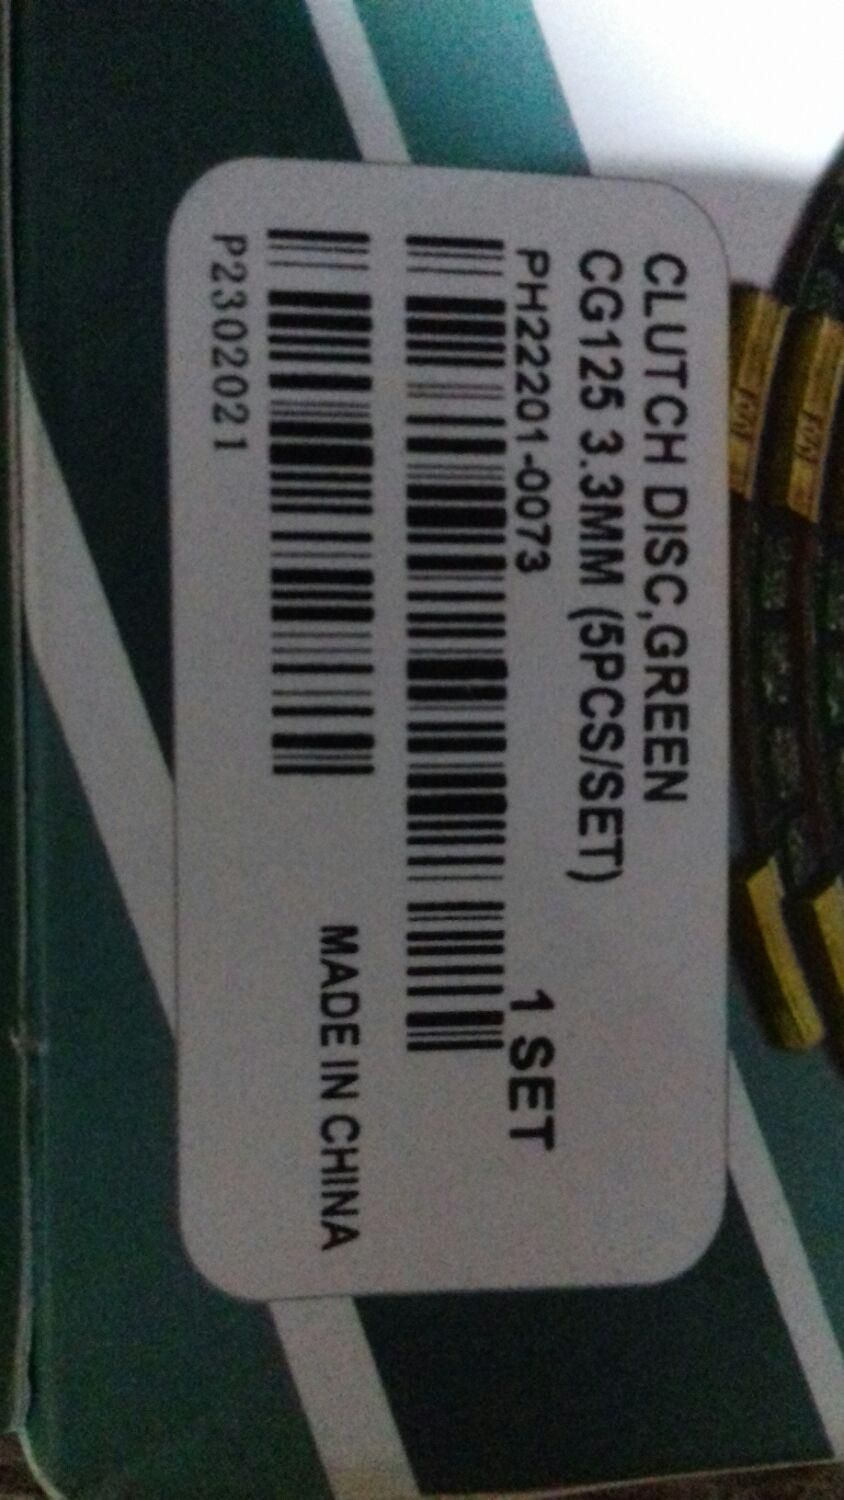 CLUTCH DISC,GREEN
CG125 3.3MM (5PCS/SET)
PH22201-0073
1 SET
MADE IN CHINA
P2302021